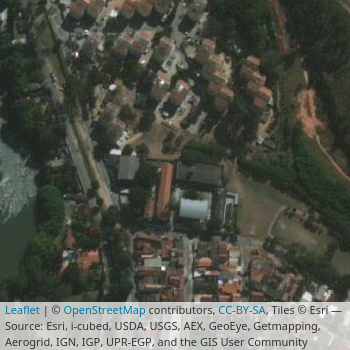 Leaflet | © OpenStreetMap contributors, CC-BY-SA, Tiles © Esri —
Source: Esri, i-cubed, USDA, USGS, AEX, GeoEye, Getmapping,
Aerogrid, IGN, IGP, UPR-EGP, and the GIS User Community